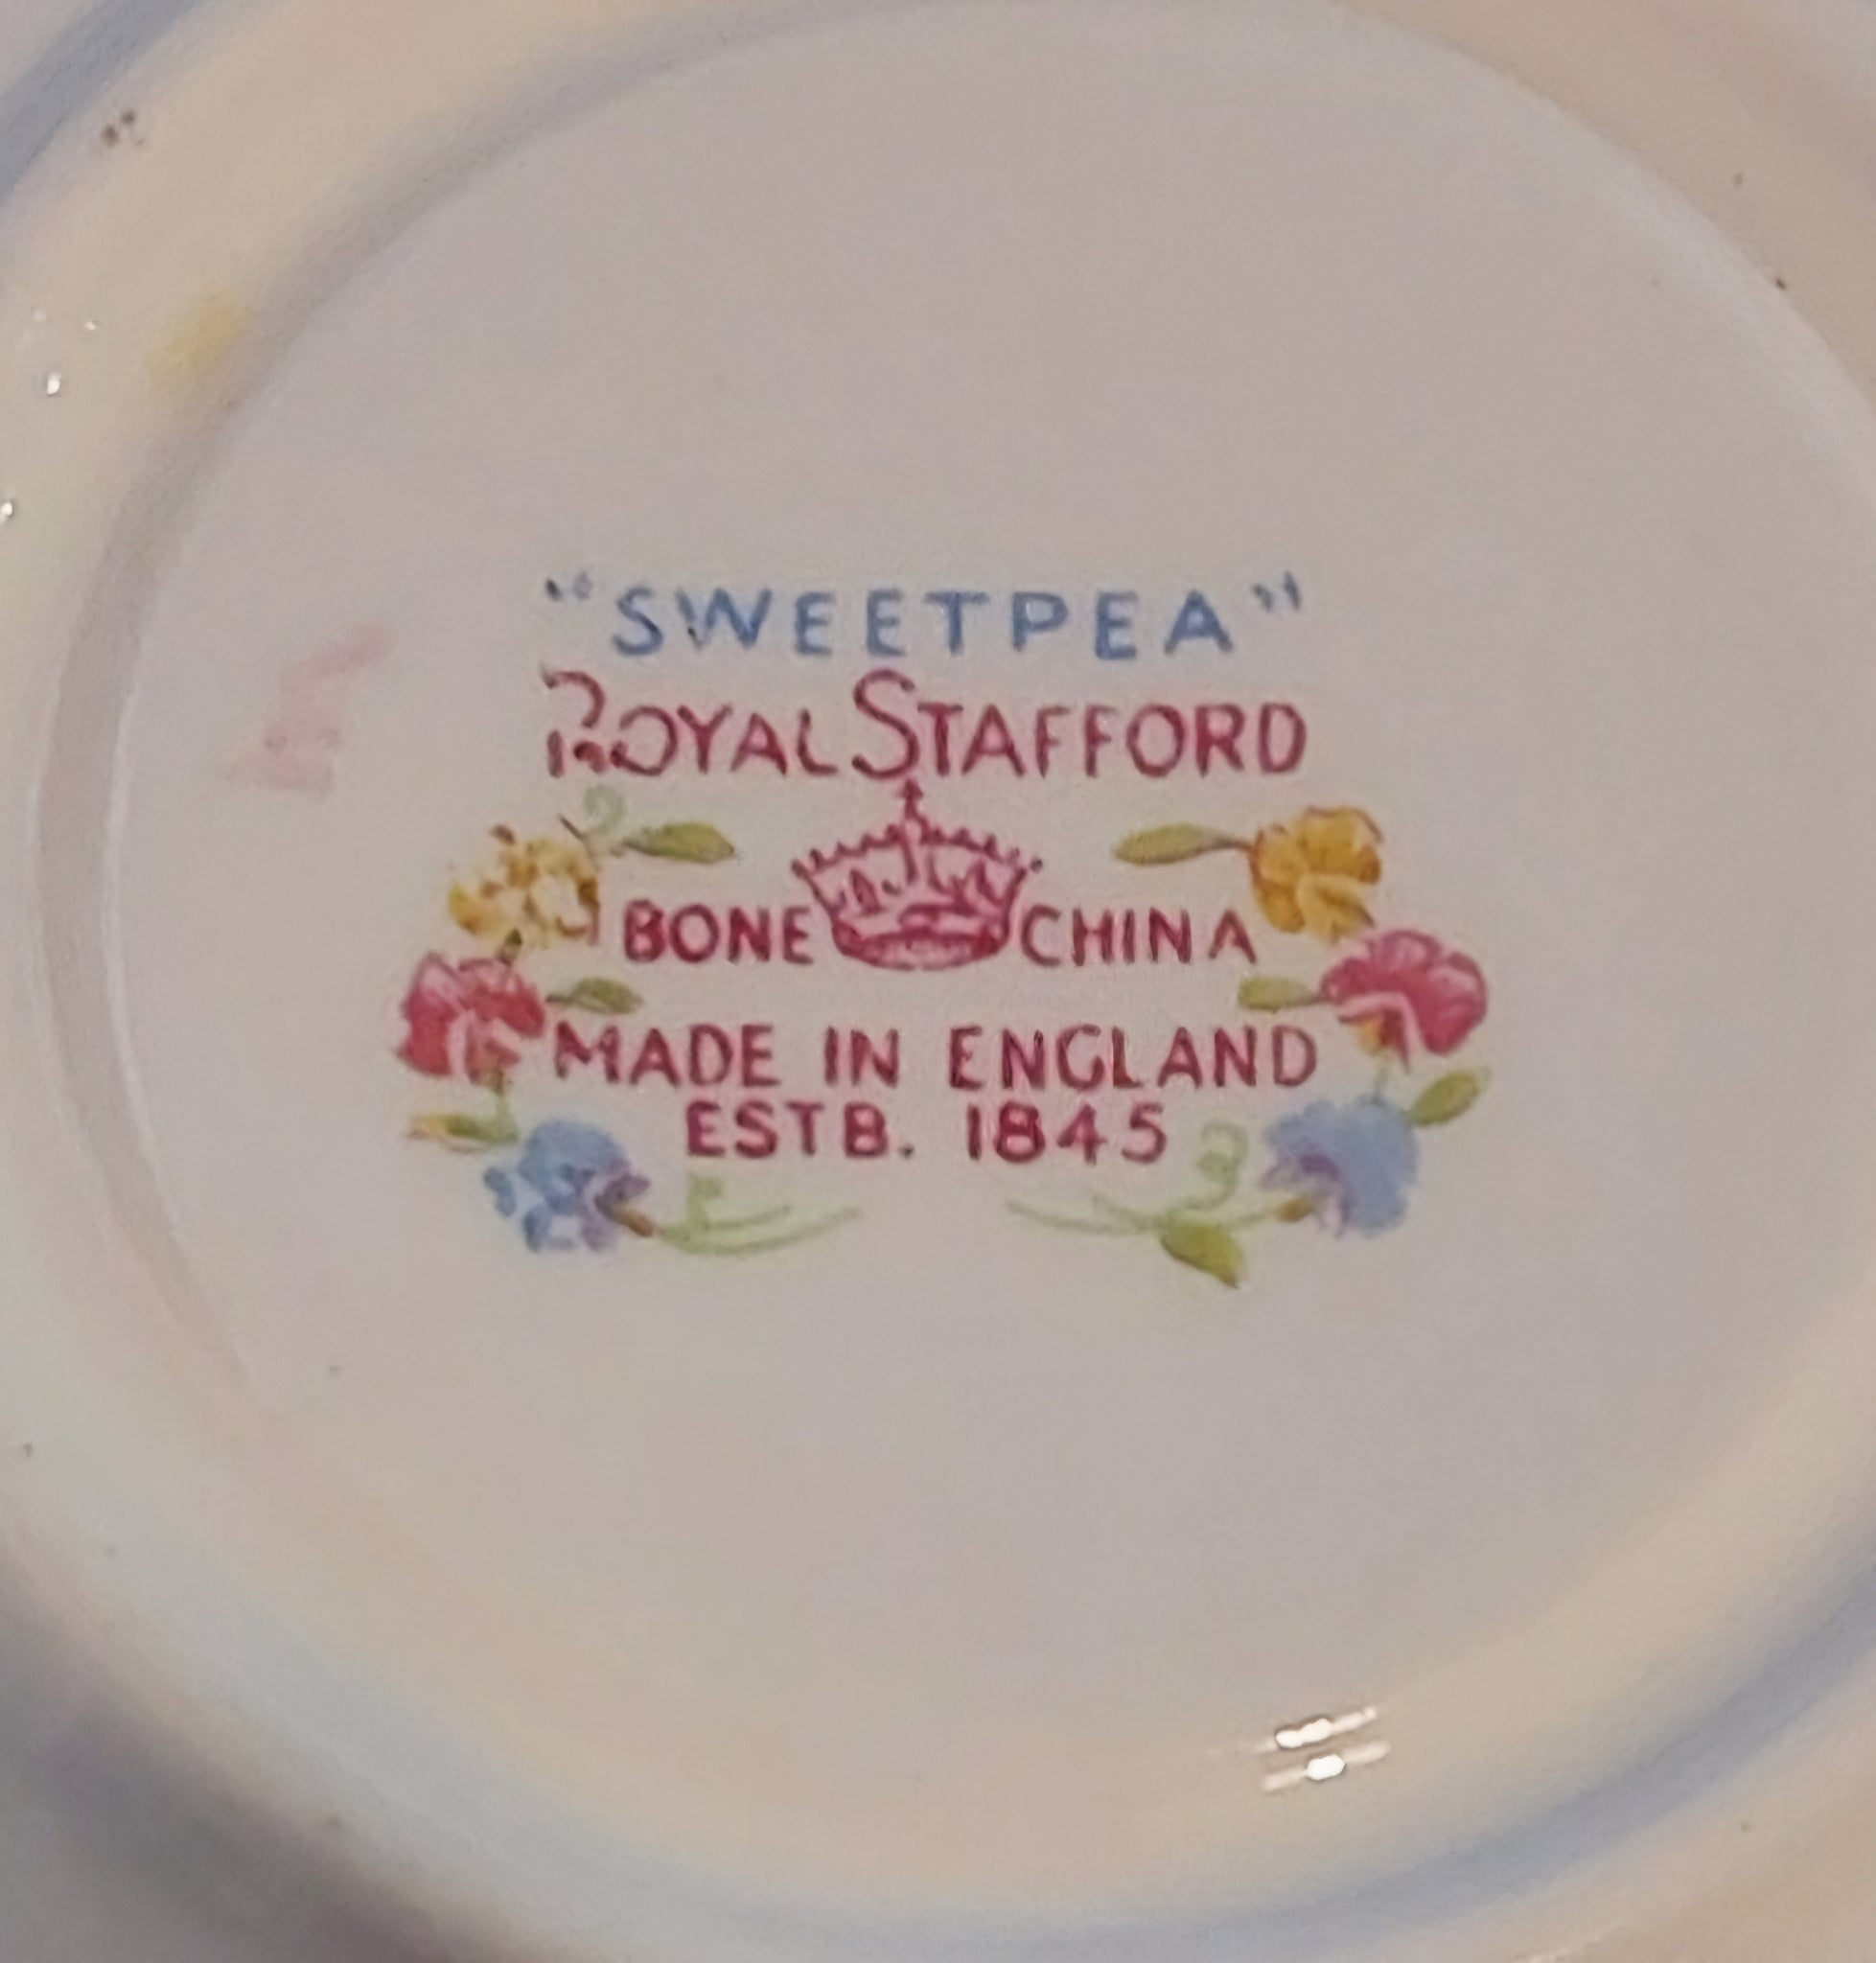 "SWEETPEA"
ROYAL STAFFORD
BONE CHINA
MADE IN ENGLAND
ESTB. 1845